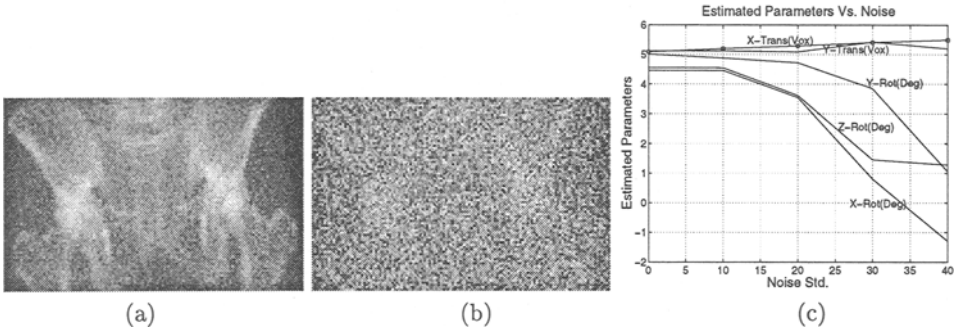 Estimated Parameters Vs. Noise
7
6
5
4
3
2
1
0
−1
−2
Estimated Parameters
X−Trans(Vox)
Y−Trans(Vox)
Y−Rot(Deg)
Z−Rot(Deg)
X−Rot(Deg)
0 5 10 15 20 25 30 35 40
Noise Std.
(a) (b) (c)